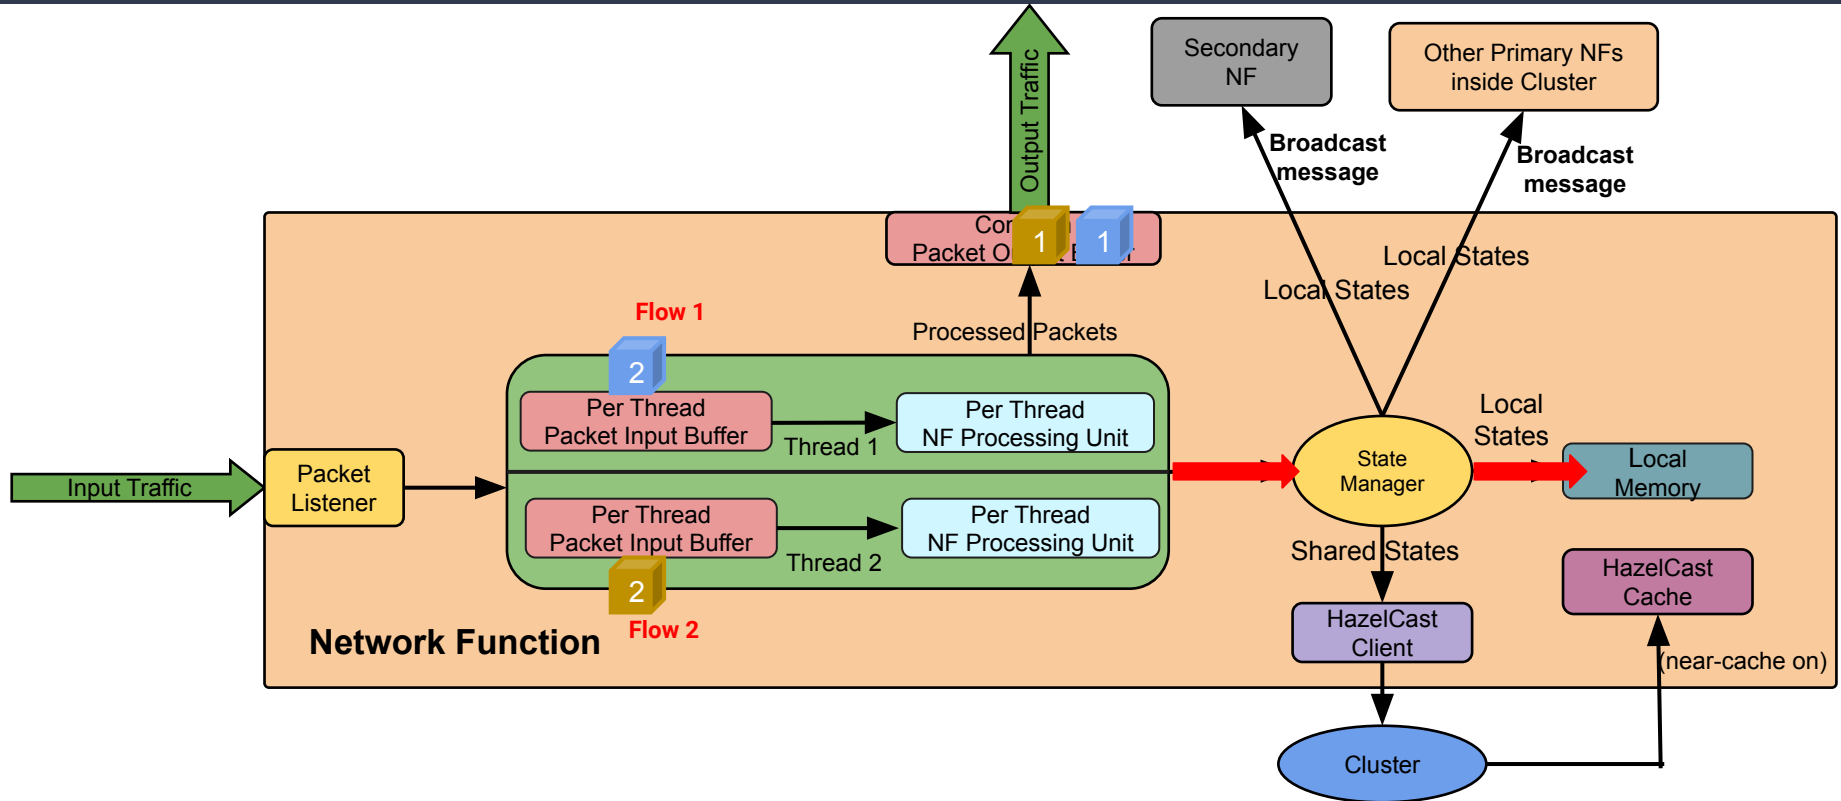 Output Traffic
Secondary
NF
Other Primary NFs
inside Cluster
Broadcast
message
Broadcast
message
1
1
Packet
Local States
Local States
Flow 1
2
Processed Packets
Per Thread
Packet Input Buffer
Thread 1
Per Thread
NF Processing Unit
Input Traffic
Packet
Listener
State
Manager
Local
States
Local
Memory
Per Thread
Packet Input Buffer
Thread 2
Per Thread
NF Processing Unit
2
Flow 2
Shared States
HazelCast
Client
HazelCast
Cache
(near-cache on)
Network Function
Cluster